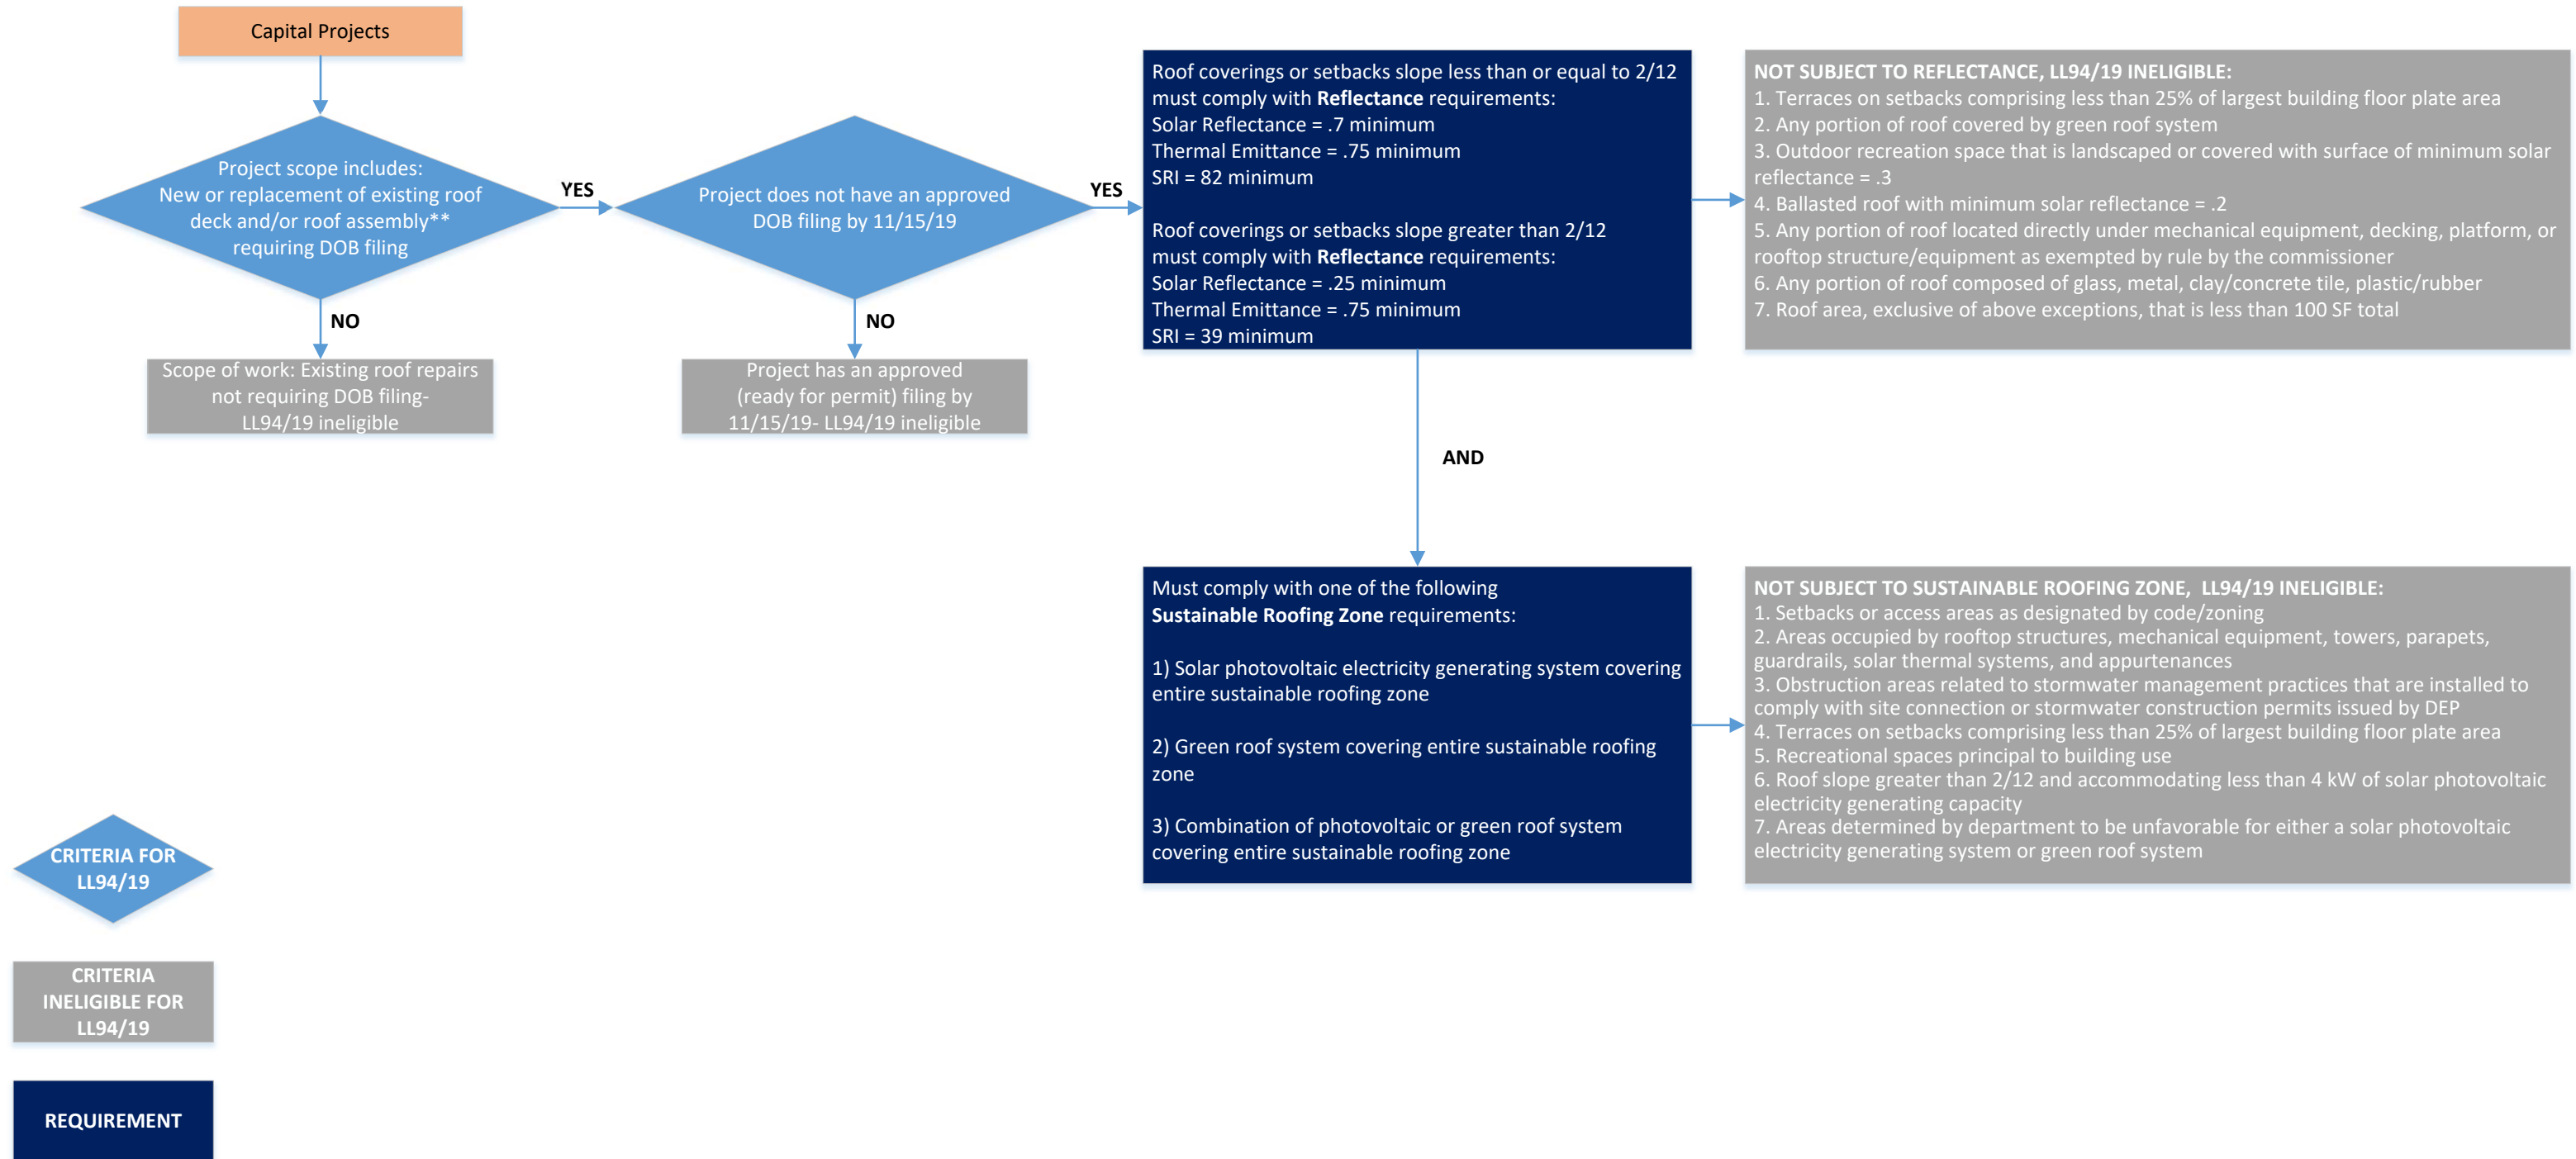 Capital Projects
Project scope includes:
New or replacement of existing roof
deck and/or roof assembly**
requiring DOB filing
YES
NO
Scope of work: Existing roof repairs
not requiring DOB filing-
LL94/19 ineligible
Project does not have an approved
DOB filing by 11/15/19
YES
NO
Project has an approved
(ready for permit) filing by
11/15/19- LL94/19 ineligible
Roof coverings or setbacks slope less than or equal to 2/12
must comply with Reflectance requirements:
Solar Reflectance = .7 minimum
Thermal Emittance = .75 minimum
SRI = 82 minimum
Roof coverings or setbacks slope greater than 2/12
must comply with Reflectance requirements:
Solar Reflectance = .25 minimum
Thermal Emittance = .75 minimum
SRI = 39 minimum
NOT SUBJECT TO REFLECTANCE, LL94/19 INELIGIBLE:
1. Terraces on setbacks comprising less than 25% of largest building floor plate area
2. Any portion of roof covered by green roof system
3. Outdoor recreation space that is landscaped or covered with surface of minimum solar
reflectance = .3
4. Ballasted roof with minimum solar reflectance = .2
5. Any portion of roof located directly under mechanical equipment, decking, platform, or
rooftop structure/equipment as exempted by rule by the commissioner
6. Any portion of roof composed of glass, metal, clay/concrete tile, plastic/rubber
7. Roof area, exclusive of above exceptions, that is less than 100 SF total
AND
Must comply with one of the following
Sustainable Roofing Zone requirements:
1) Solar photovoltaic electricity generating system covering
entire sustainable roofing zone
2) Green roof system covering entire sustainable roofing
zone
3) Combination of photovoltaic or green roof system
covering entire sustainable roofing zone
NOT SUBJECT TO SUSTAINABLE ROOFING ZONE, LL94/19 INELIGIBLE:
1. Setbacks or access areas as designated by code/zoning
2. Areas occupied by rooftop structures, mechanical equipment, towers, parapets,
guardrails, solar thermal systems, and appurtenances
3. Obstruction areas related to stormwater management practices that are installed to
comply with site connection or stormwater construction permits issued by DEP
4. Terraces on setbacks comprising less than 25% of largest building floor plate area
5. Recreational spaces principal to building use
6. Roof slope greater than 2/12 and accommodating less than 4 kW of solar photovoltaic
electricity generating capacity
7. Areas determined by department to be unfavorable for either a solar photovoltaic
electricity generating system or green roof system
CRITERIA FOR
LL94/19
CRITERIA
INELIGIBLE FOR
LL94/19
REQUIREMENT